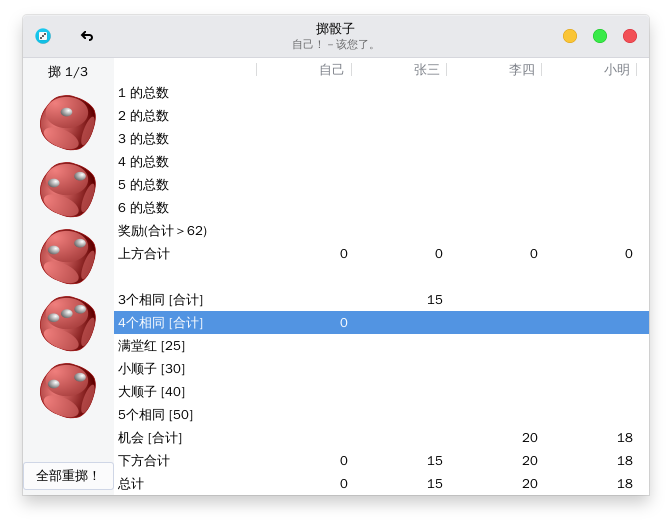 掷骰子
自己！－该您了。
掷 1/3
自己 张三 李四 小明
1 的总数
2 的总数
3 的总数
4 的总数
5 的总数
6 的总数
奖励(合计＞62)
上方合计 0 0 0 0
3个相同 [合计] 15
4个相同 [合计] 0
满堂红 [25]
小顺子 [30]
大顺子 [40]
5个相同 [50]
机会 [合计] 20 18
下方合计 0 15 20 18
总计 0 15 20 18
全部重掷！